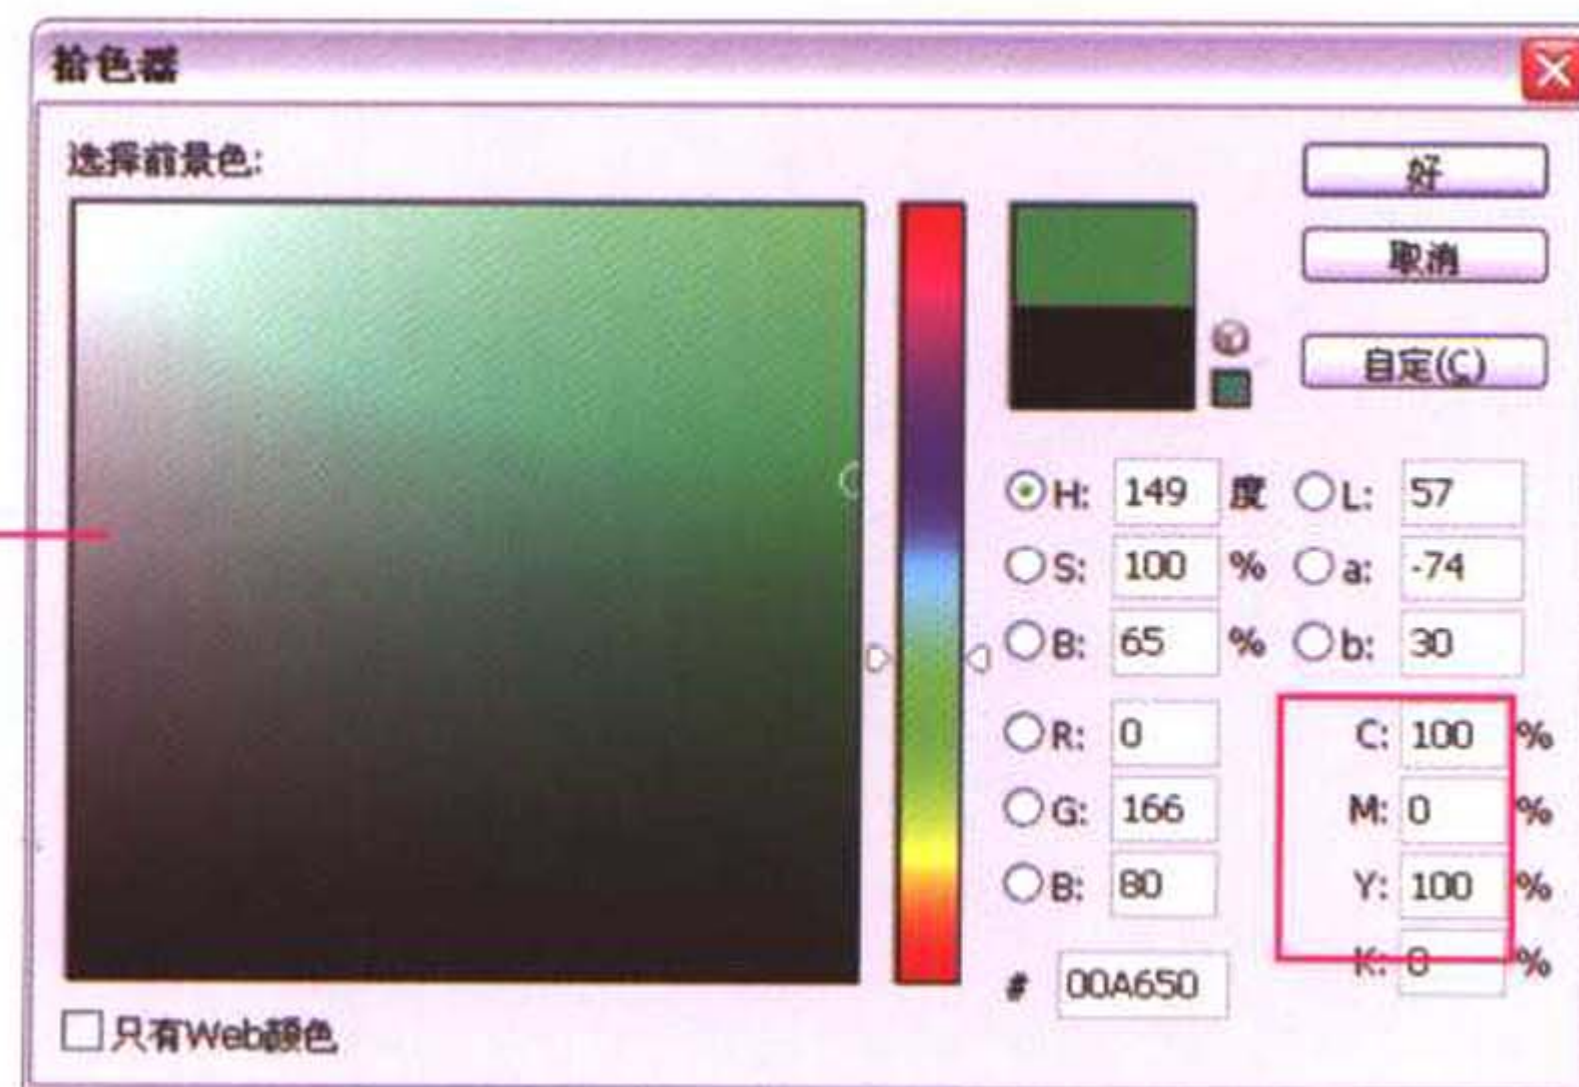 拾色器
选择前景色:
好
取消
自定(C)
H: 149 度
L: 57
S: 100 %
a: -74
B: 65 %
b: 30
R: 0
C: 100 %
G: 166
M: 0 %
B: 80
Y: 100 %
# 00A650
K: 0 %
只有Web颜色